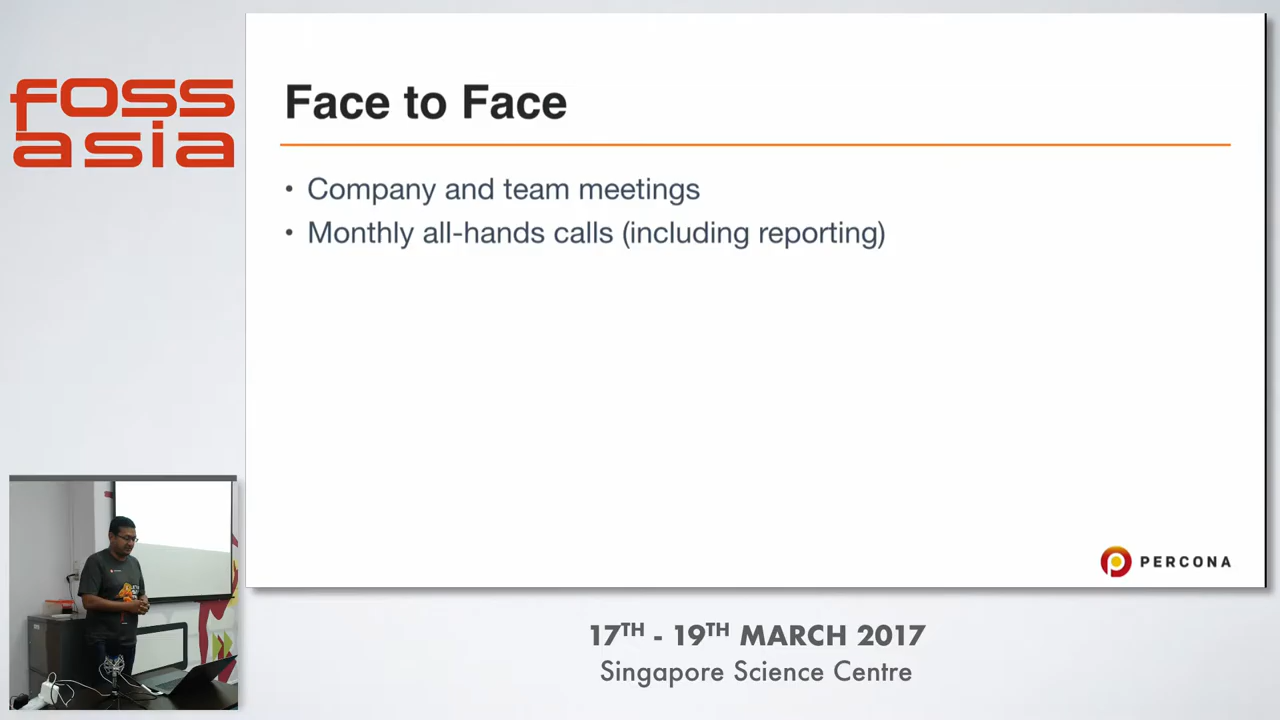 foss
asia
Face to Face
• Company and team meetings
• Monthly all-hands calls (including reporting)
PERCONA
17TH - 19TH MARCH 2017
Singapore Science Centre